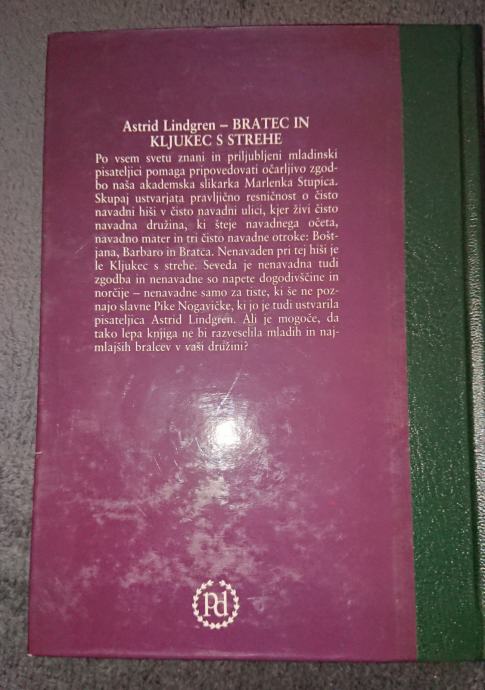 Astrid Lindgren – BRATEC IN
KLJUKEC S STREHE
Po vsem svetu znani in priljubljeni mladinski
pisateljici pomaga pripovedovati očarljivo zgod-
bo naša akademska slikarka Marlenka Stupica.
Skupaj ustvarjata pravljično resničnost o čisto
navadni hiši v čisto navadni ulici, kjer živi čisto
navadna družina, ki šteje navadnega očeta,
navadno mater in tri čisto navadne otroke: Bošt-
jana, Barbaro in Bratca. Nenavaden pri tej hiši je
le Kljukec s strehe. Seveda je nenavadna tudi
zgodba in nenavadne so napete dogodivščine in
norčije – nenavadne samo za tiste, ki še ne poz-
najo slavne Pike Nogavičke, ki jo je tudi ustvarila
pisateljica Astrid Lindgren. Ali je mogoče, da
tako lepa knjiga ne bi razveselila mladih in naj-
mlajših bralcev v vaši družini?
Pd